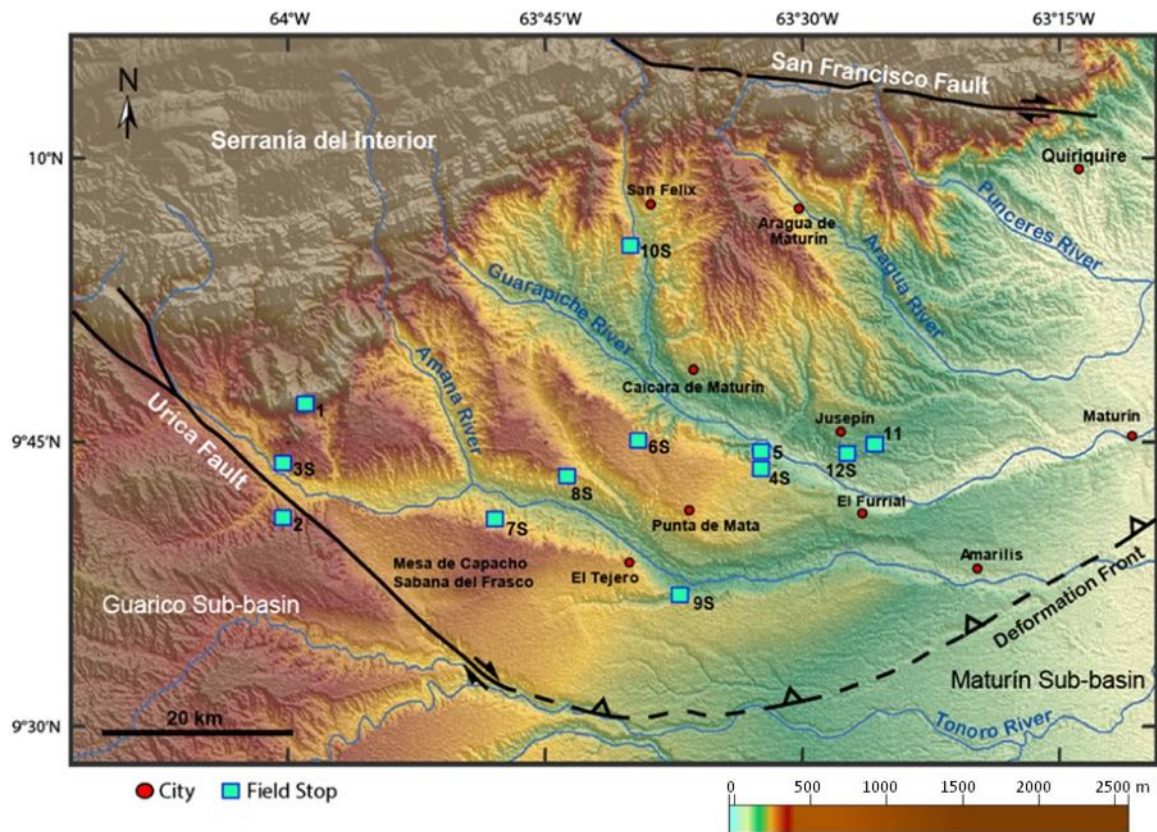 64°W 63°45'W 63°30'W 63°15'W
N
San Francisco Fault
Serranía del Interior
10°N
Quiriquire
San Felix
Aragua de
Maturín
Punceres River
10S
Aragua River
Guarapiche River
Amana River
Caicara de Maturín
1
Urica Fault
Jusepín
11
Maturín
9°45'N
6S
5
3S
4S
12S
8S
2
7S
Punta de Mata
El Furrial
Mesa de Capacho
Sabana del Frasco
El Tejero
Amarilis
Guarico Sub-basin
9S
Deformation Front
Maturín Sub-basin
20 km
9°30'N
Tonoro River
City Field Stop
0 500 1000 1500 2000 2500 m